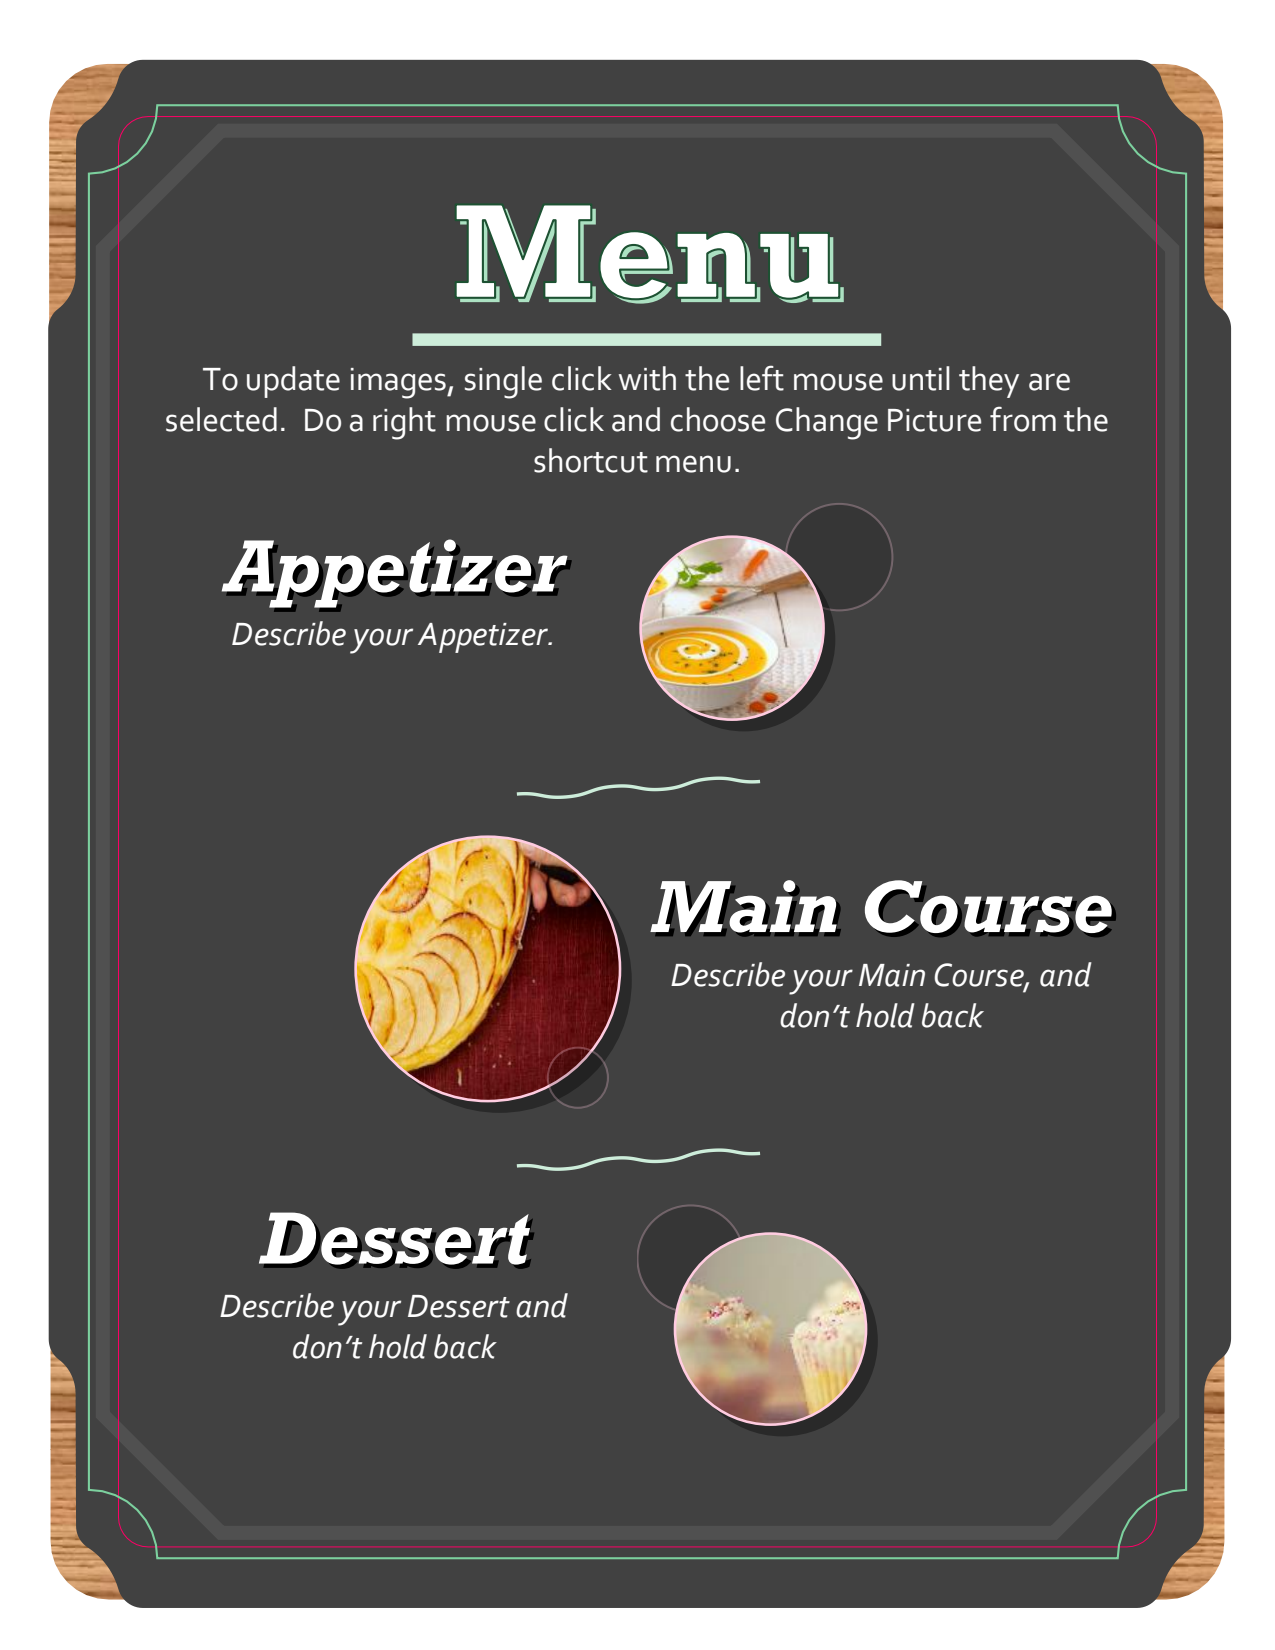 Menu
To update images, single click with the left mouse until they are
selected.  Do a right mouse click and choose Change Picture from the
shortcut menu.
Appetizer
Describe your Appetizer.
Main Course
Describe your Main Course, and
don’t hold back
Dessert
Describe your Dessert and
don’t hold back